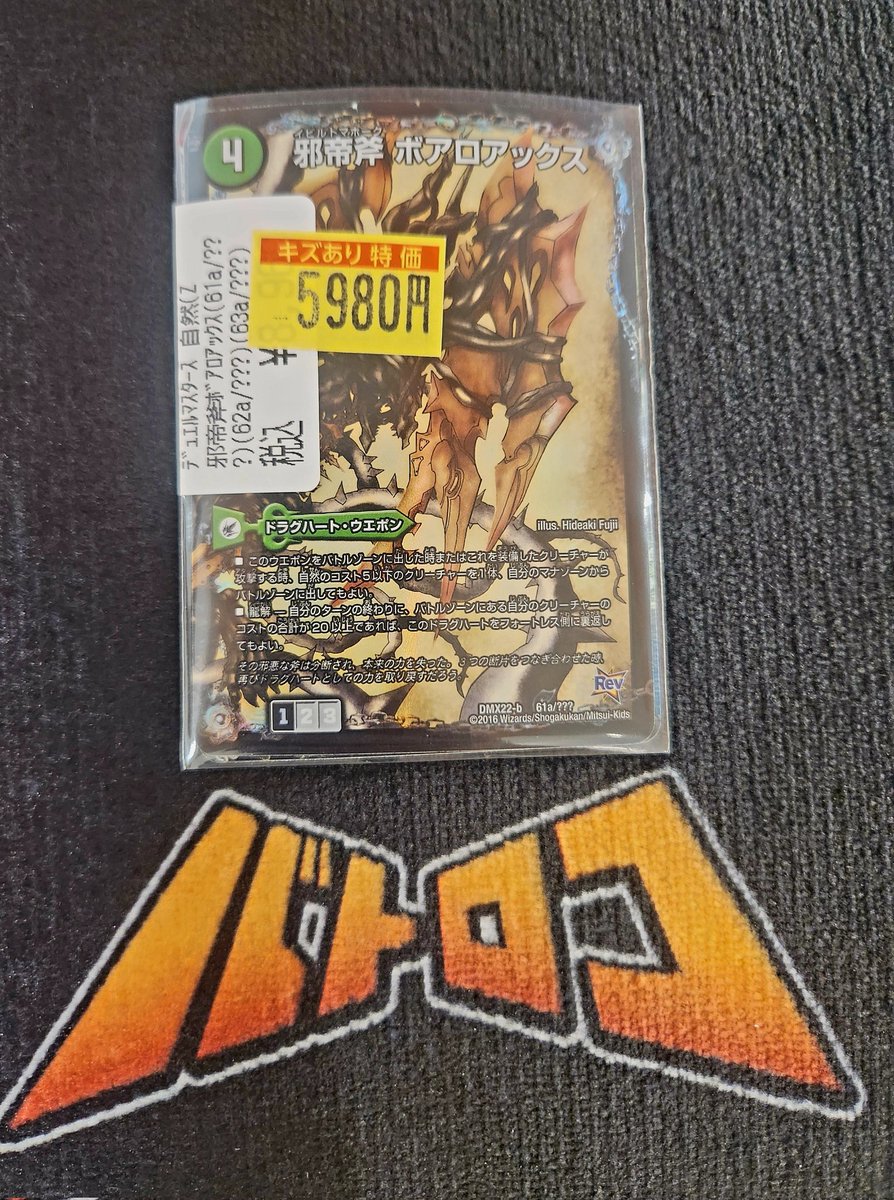 4
イビルトマホーク
邪帝斧 ボアロアックス
キズあり 特価
5980円
デュエルマスターズ 自然(Z
邪帝斧ボアロアックス(61a/??
?)(62a/???)(63a/???)
税込 ¥
ドラグハート・ウエポン
illus. Hideaki Fujii
■ このウエポンをバトルゾーンに出した時またはこれを装備したクリーチャーが
攻撃する時、自然のコスト5以下のクリーチャーを1体、自分のマナゾーンから
バトルゾーンに出してもよい。
■ 龍解―自分のターンの終わりに、バトルゾーンにある自分のクリーチャーの
コストの合計が20以上であれば、このドラグハートをフォートレス側に裏返し
てもよい。
その邪悪な斧は分断され、本来の力を失った。3つの断片をつなぎ合わせた時、
再びドラグハートとしての力を取り戻すだろう。
Rev
1 2 3
DMX22-b 61a/???
©2016 Wizards/Shogakukan/Mitsui-Kids
バトロコ